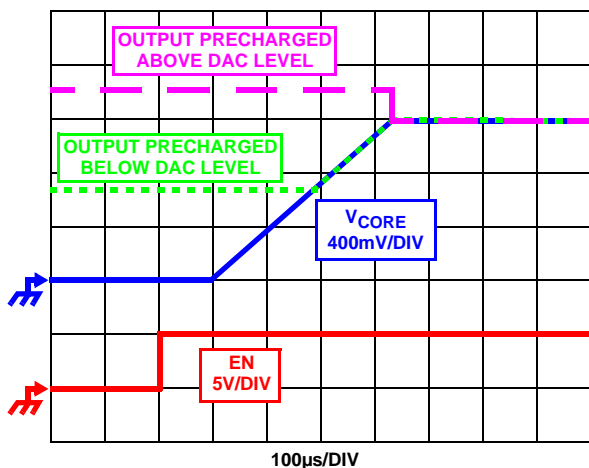 OUTPUT PRECHARGED
ABOVE DAC LEVEL
OUTPUT PRECHARGED
BELOW DAC LEVEL
VCORE
400mV/DIV
EN
5V/DIV
100µs/DIV